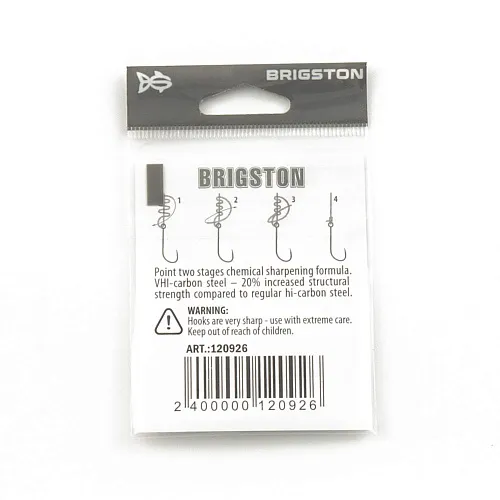 BRIGSTON
BRIGSTON
1 2 3 4
Point two stages chemical sharpening formula.
VHI-carbon steel – 20% increased structural
strength compared to regular hi-carbon steel.
WARNING:
Hooks are very sharp - use with extreme care.
Keep out of reach of children.
ART.:120926
2 400000 120926